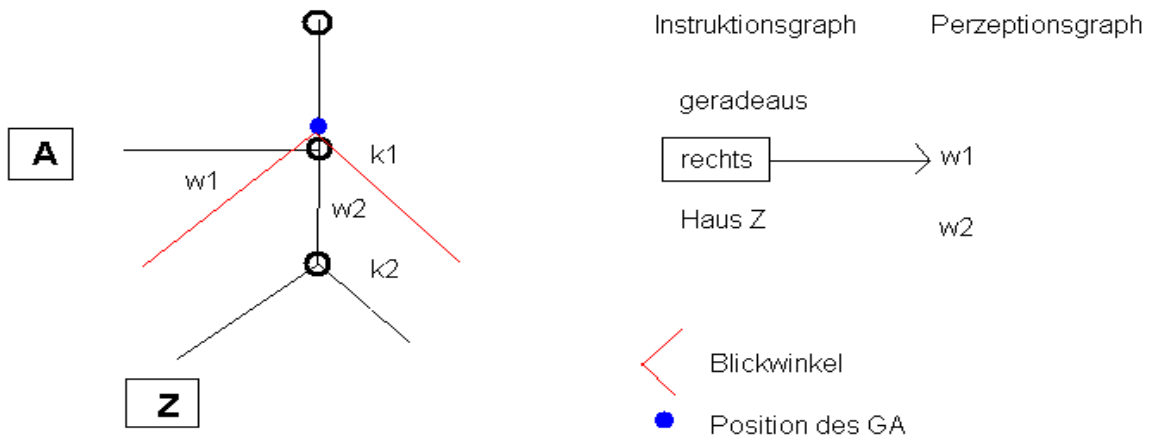 Instruktionsgraph Perzeptionsgraph
geradeaus
A
k1
rechts
w1
w1
w2
Haus Z
w2
k2
Blickwinkel
Z
Position des GA